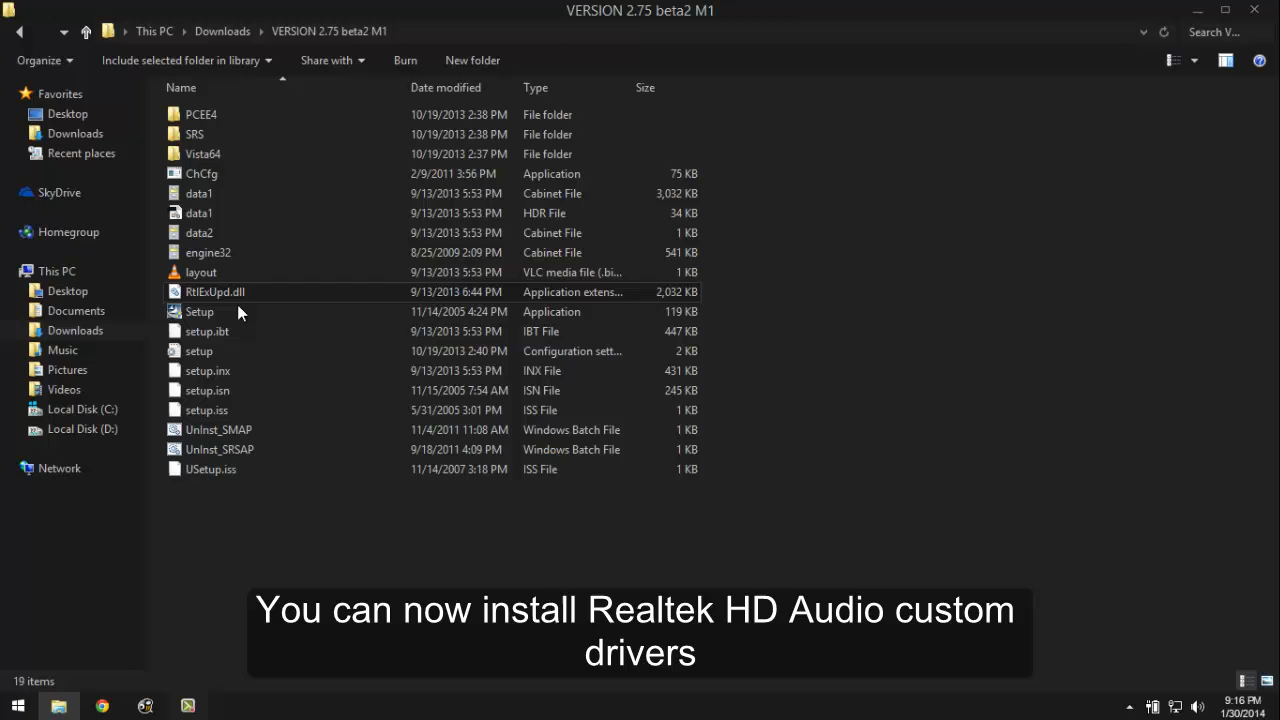 VERSION 2.75 beta2 M1
This PC Downloads VERSION 2.75 beta2 M1 Search V...
Organize Include selected folder in library Share with Burn New folder
Name Date modified Type Size
Favorites
Desktop
Downloads
Recent places
SkyDrive
Homegroup
This PC
Desktop
Documents
Downloads
Music
Pictures
Videos
Local Disk (C:)
Local Disk (D:)
Network
PCEE4 10/19/2013 2:38 PM File folder
SRS 10/19/2013 2:38 PM File folder
Vista64 10/19/2013 2:37 PM File folder
ChCfg 2/9/2011 3:56 PM Application 75 KB
data1 9/13/2013 5:53 PM Cabinet File 3,032 KB
data1 9/13/2013 5:53 PM HDR File 34 KB
data2 9/13/2013 5:53 PM Cabinet File 1 KB
engine32 8/25/2009 2:09 PM Cabinet File 541 KB
layout 9/13/2013 5:53 PM VLC media file (.bi... 1 KB
RtlExUpd.dll 9/13/2013 6:44 PM Application extens... 2,032 KB
Setup 11/14/2005 4:24 PM Application 119 KB
setup.ibt 9/13/2013 5:53 PM IBT File 447 KB
setup 10/19/2013 2:40 PM Configuration sett... 2 KB
setup.inx 9/13/2013 5:53 PM INX File 431 KB
setup.isn 11/15/2005 7:54 AM ISN File 245 KB
setup.iss 5/31/2005 3:01 PM ISS File 1 KB
UnInst_SMAP 11/4/2011 11:08 AM Windows Batch File 1 KB
UnInst_SRSAP 9/18/2011 4:09 PM Windows Batch File 1 KB
USetup.iss 11/14/2007 3:18 PM ISS File 1 KB
You can now install Realtek HD Audio custom
drivers
19 items
9:16 PM
1/30/2014